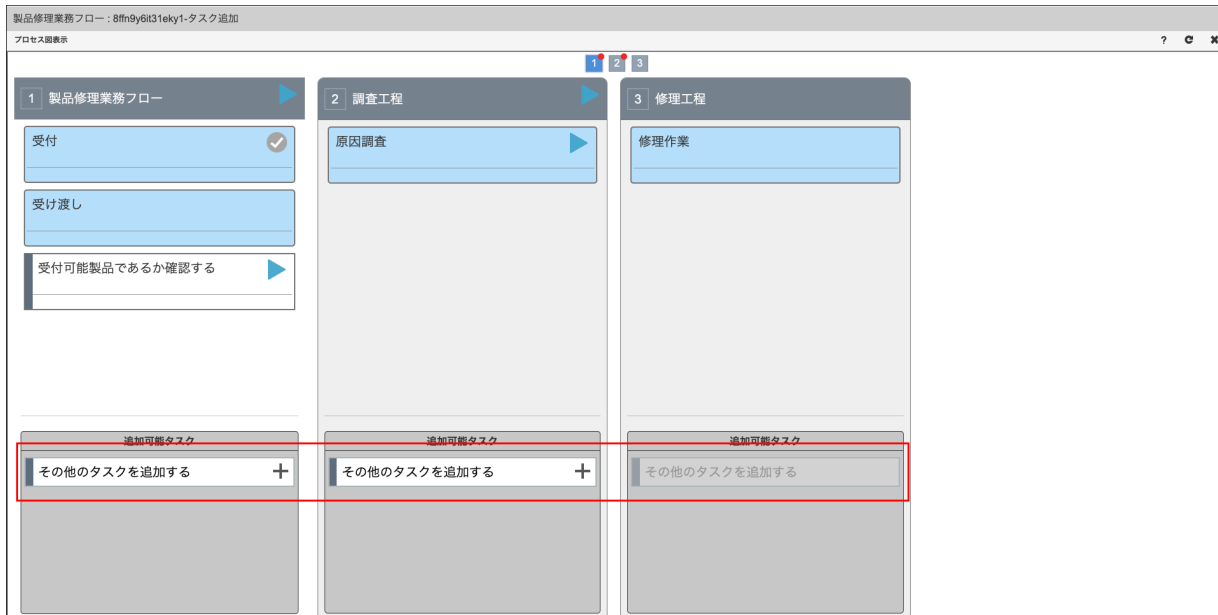 製品修理業務フロー : 8ffn9y6it31eky1-タスク追加
プロセス図表示
?
1 2 3
1 製品修理業務フロー
受付
受け渡し
受付可能製品であるか確認する
追加可能タスク
その他のタスクを追加する
2 調査工程
原因調査
追加可能タスク
その他のタスクを追加する
3 修理工程
修理作業
追加可能タスク
その他のタスクを追加する